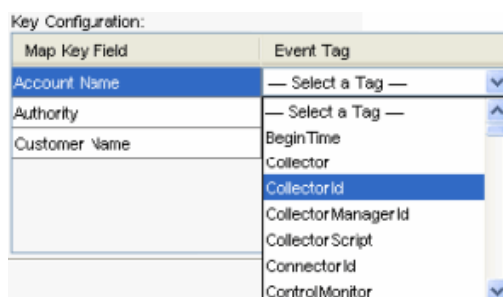 Key Configuration:
Map Key Field Event Tag
Account Name — Select a Tag —
Authority — Select a Tag —
BeginTime
Customer Name
Collector
CollectorId
CollectorManagerId
CollectorScript
ConnectorId
ControlMonitor